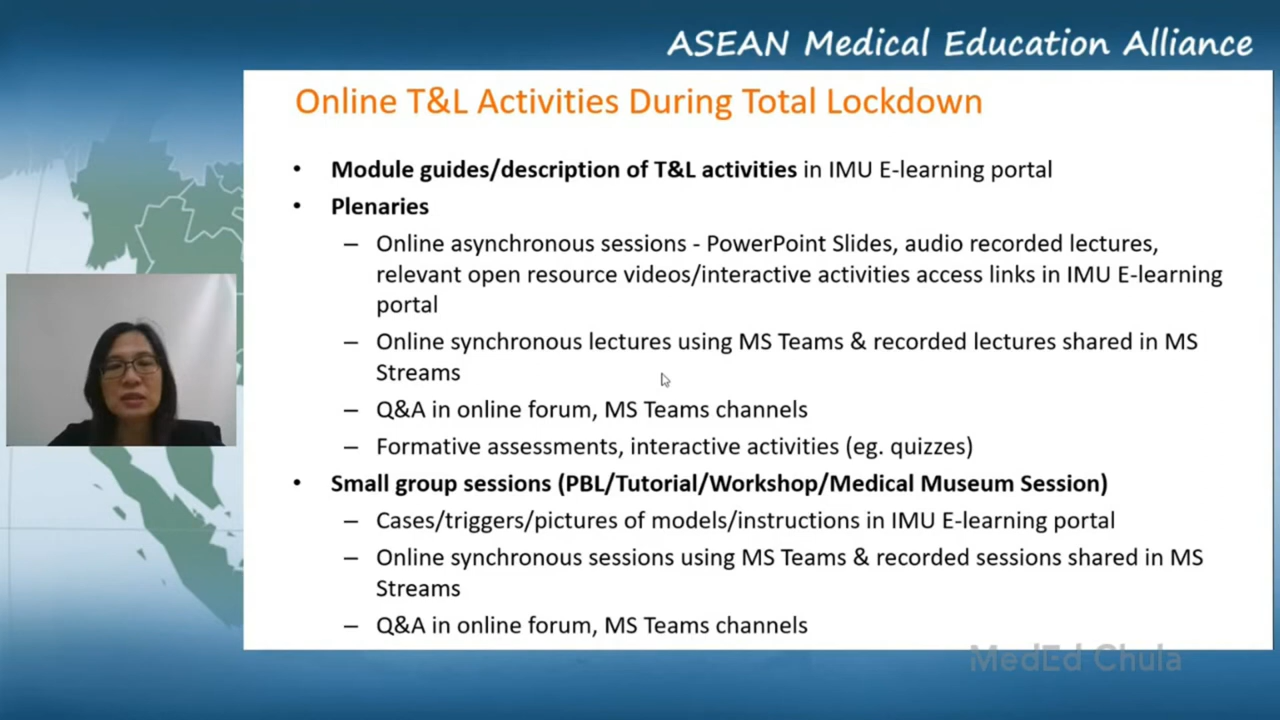 ASEAN Medical Education Alliance
Online T&L Activities During Total Lockdown
• Module guides/description of T&L activities in IMU E-learning portal
• Plenaries
– Online asynchronous sessions - PowerPoint Slides, audio recorded lectures,
relevant open resource videos/interactive activities access links in IMU E-learning
portal
– Online synchronous lectures using MS Teams & recorded lectures shared in MS
Streams
– Q&A in online forum, MS Teams channels
– Formative assessments, interactive activities (eg. quizzes)
• Small group sessions (PBL/Tutorial/Workshop/Medical Museum Session)
– Cases/triggers/pictures of models/instructions in IMU E-learning portal
– Online synchronous sessions using MS Teams & recorded sessions shared in MS
Streams
– Q&A in online forum, MS Teams channels
MedEd Chula